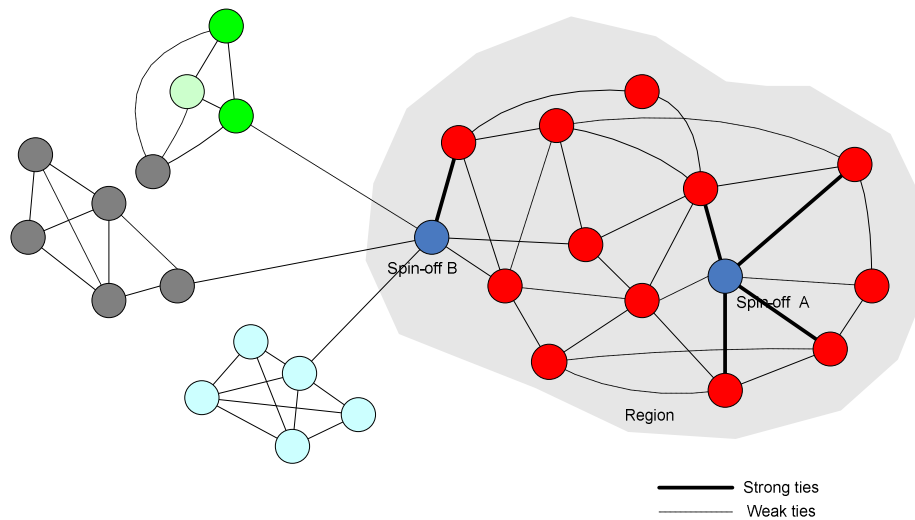 Spin-off B
Spin-off A
Region
Strong ties
Weak ties